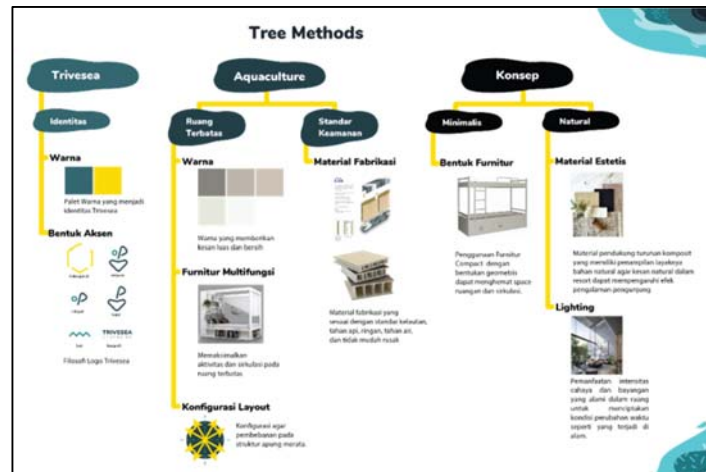 Tree Methods
Trivesea
Identitas
Warna
Palet Warna yang menjadi
identitas Trivesea
Bentuk Aksen
TRIVESEA
Filosofi Logo Trivesea
Aquaculture
Ruang
Terbatas
Warna
Warna yang memberikan
kesan luas dan bersih
Furnitur Multifungsi
Memaksimalkan
aktivitas dan sirkulasi pada
ruang terbatas
Konfigurasi Layout
Konfigurasi agar
pembebanan pada
struktur apung merata.
Standar
Keamanan
Material Fabrikasi
Material fabrikasi yang
sesuai dengan standar kelautan,
tahan api, ringan, tahan air,
dan tidak mudah rusak
Konsep
Minimalis
Bentuk Furnitur
Penggunaan Furnitur
Compact dengan
bentukan geometris
dapat menghemat space
ruangan dan sirkulasi.
Natural
Material Estetis
Material pendukung turunan komposit
yang memiliki penampilan layaknya
bahan natural agar kesan natural dalam
resort dapat mempengaruhi efek
pengalaman pengunjung.
Lighting
Pemanfaatan intensitas
cahaya dan bayangan
yang alami dalam ruang
untuk menciptakan
kondisi perubahan waktu
seperti yang terjadi di
alam.